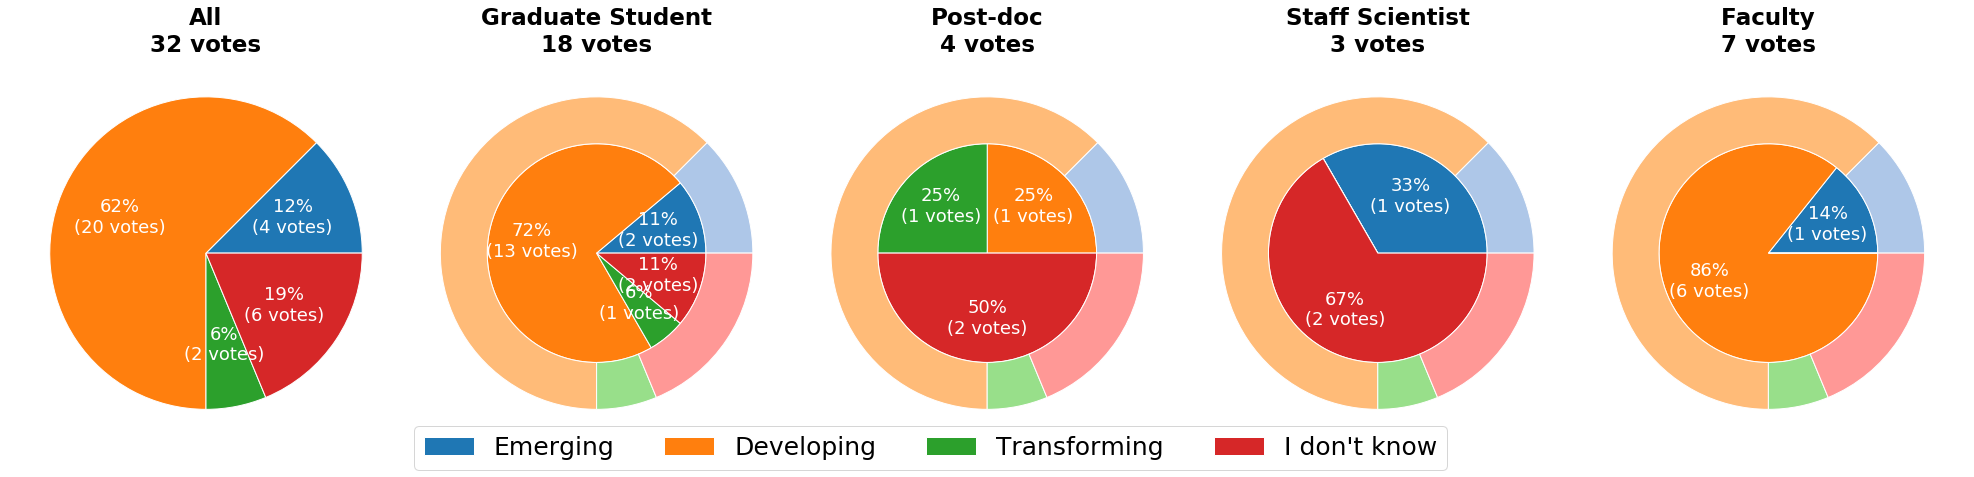 All
32 votes
62%
(20 votes)
12%
(4 votes)
6%
(2 votes)
19%
(6 votes)
Graduate Student
18 votes
72%
(13 votes)
11%
(2 votes)
11%
(2 votes)
6%
(1 votes)
Post-doc
4 votes
25%
(1 votes)
25%
(1 votes)
50%
(2 votes)
Staff Scientist
3 votes
33%
(1 votes)
67%
(2 votes)
Faculty
7 votes
14%
(1 votes)
86%
(6 votes)
Emerging
Developing
Transforming
I don't know